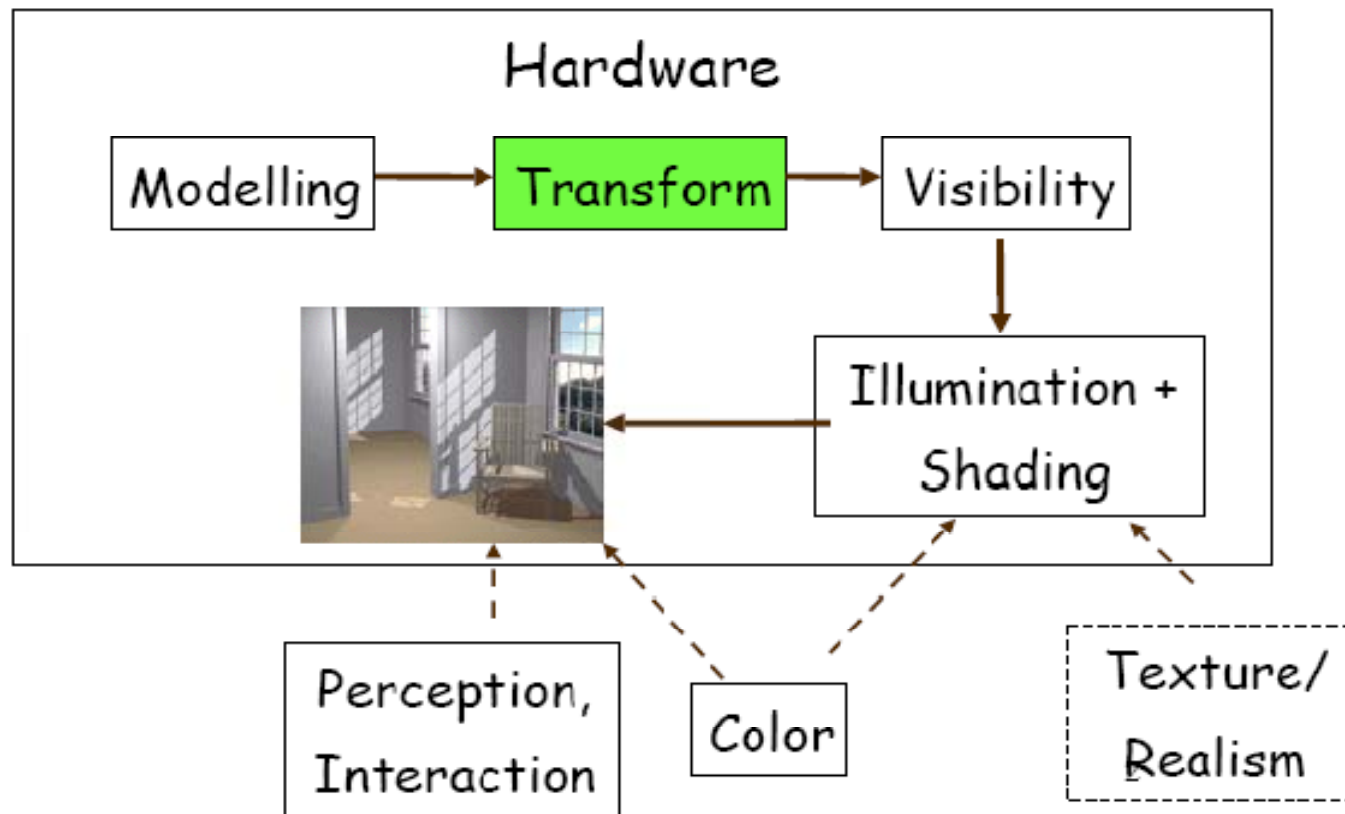 Hardware
Modelling
Transform
Visibility
Illumination +
Shading
Perception,
Interaction
Color
Texture/
Realism